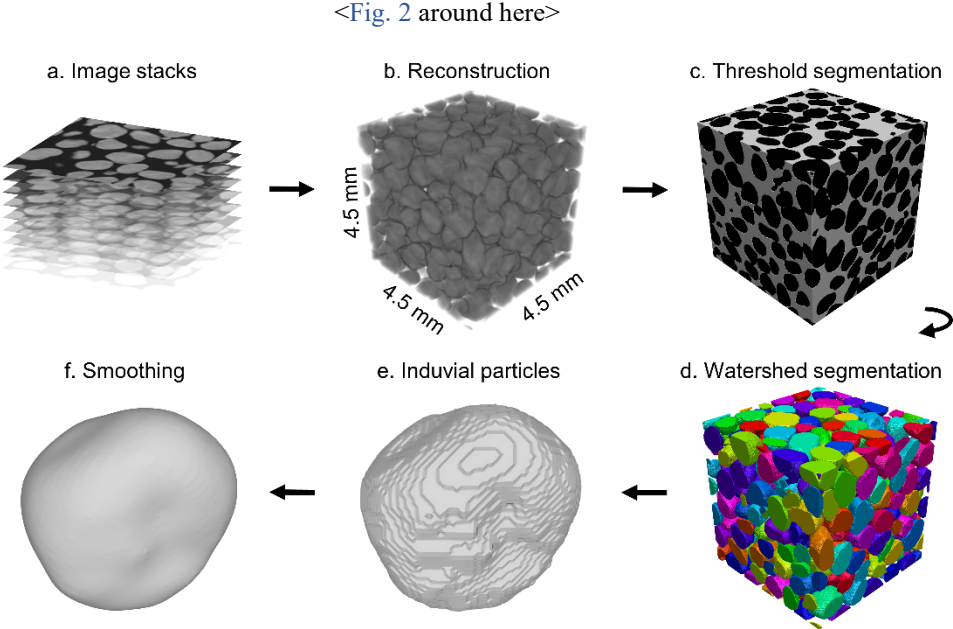 <Fig. 2 around here>
a. Image stacks
b. Reconstruction
c. Threshold segmentation
4.5 mm
4.5 mm
4.5 mm
f. Smoothing
e. Induvial particles
d. Watershed segmentation